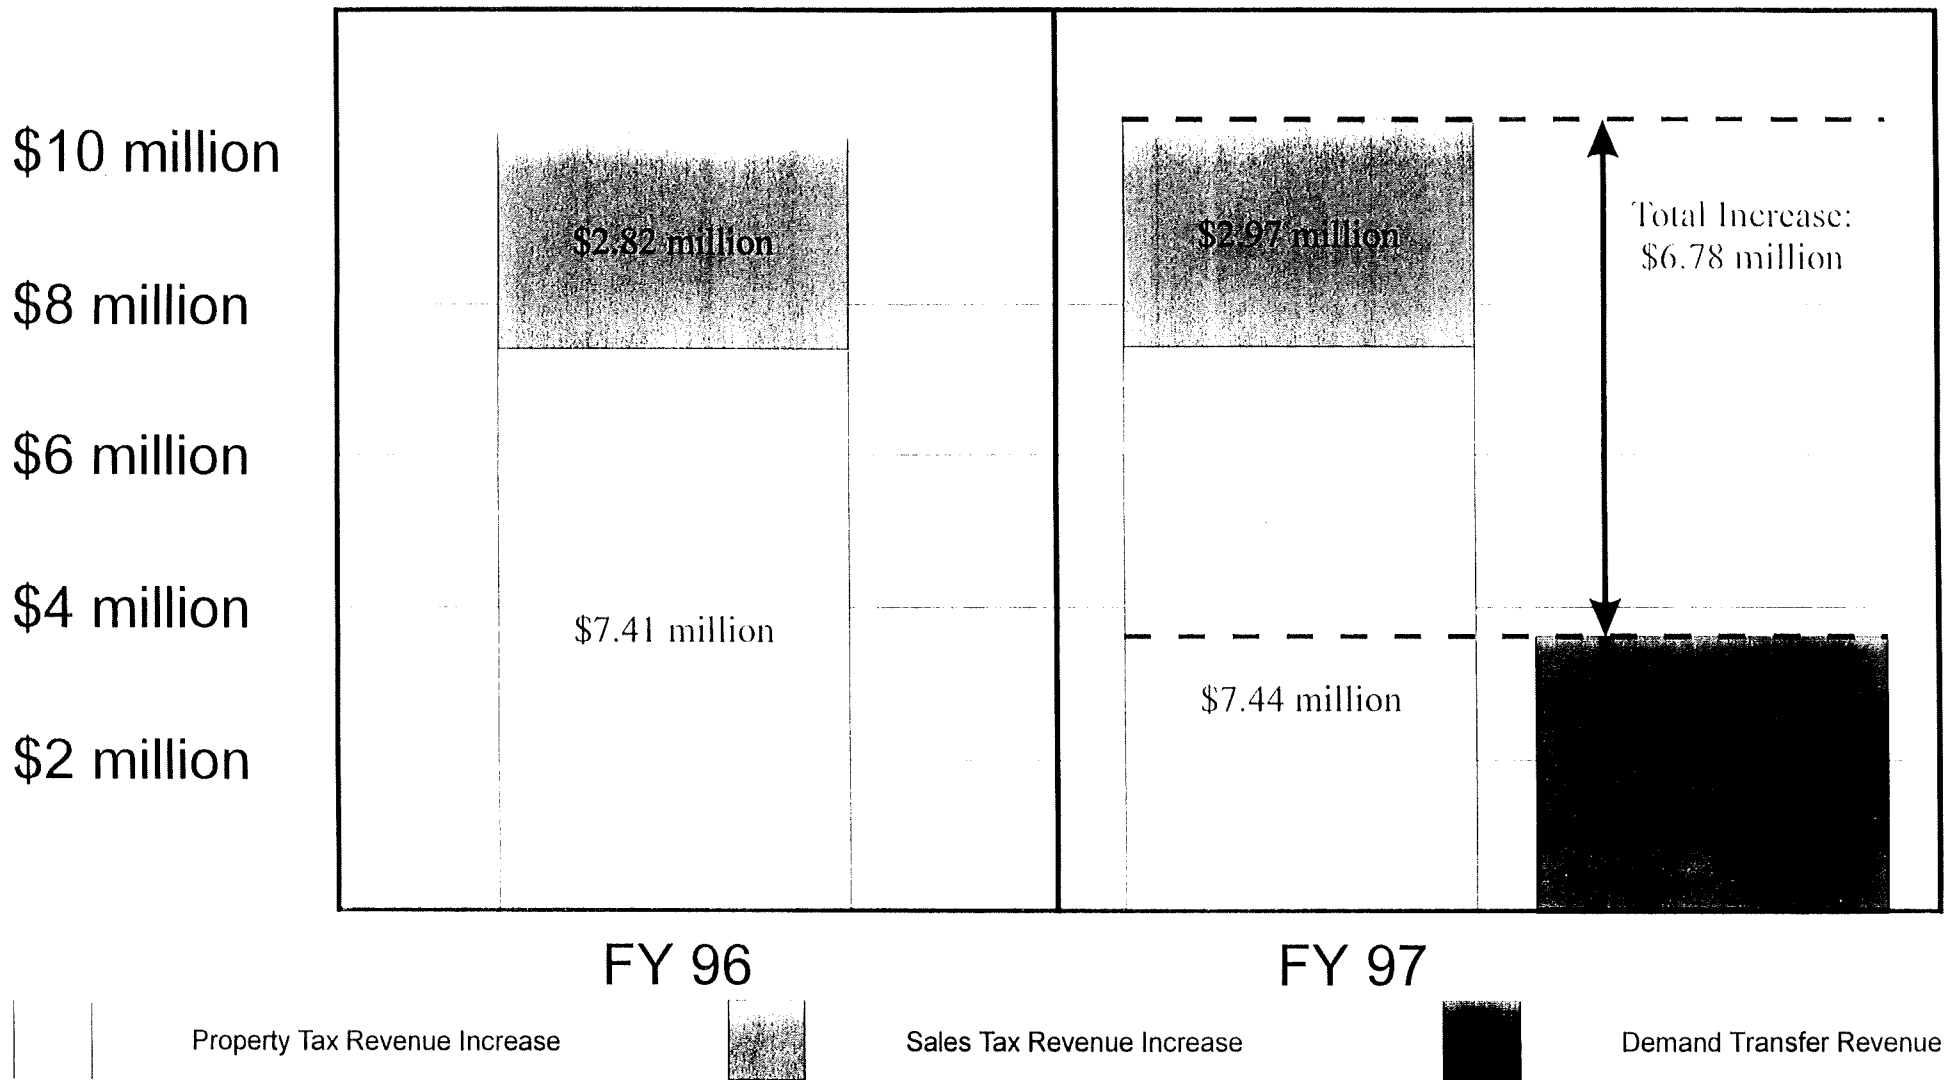 $10 million
$8 million
$6 million
$4 million
$2 million
$2.82 million
$7.41 million
$2.97 million
$7.44 million
Total Increase:
$6.78 million
FY 96
FY 97
Property Tax Revenue Increase
Sales Tax Revenue Increase
Demand Transfer Revenue